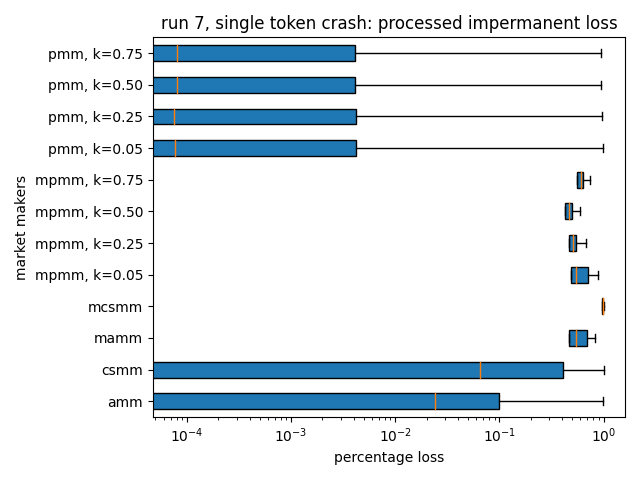 run 7, single token crash: processed impermanent loss
market makers
pmm, k=0.75
pmm, k=0.50
pmm, k=0.25
pmm, k=0.05
mpmm, k=0.75
mpmm, k=0.50
mpmm, k=0.25
mpmm, k=0.05
mcsmm
mamm
csmm
amm
10⁻⁴ 10⁻³ 10⁻² 10⁻¹ 10⁰
percentage loss